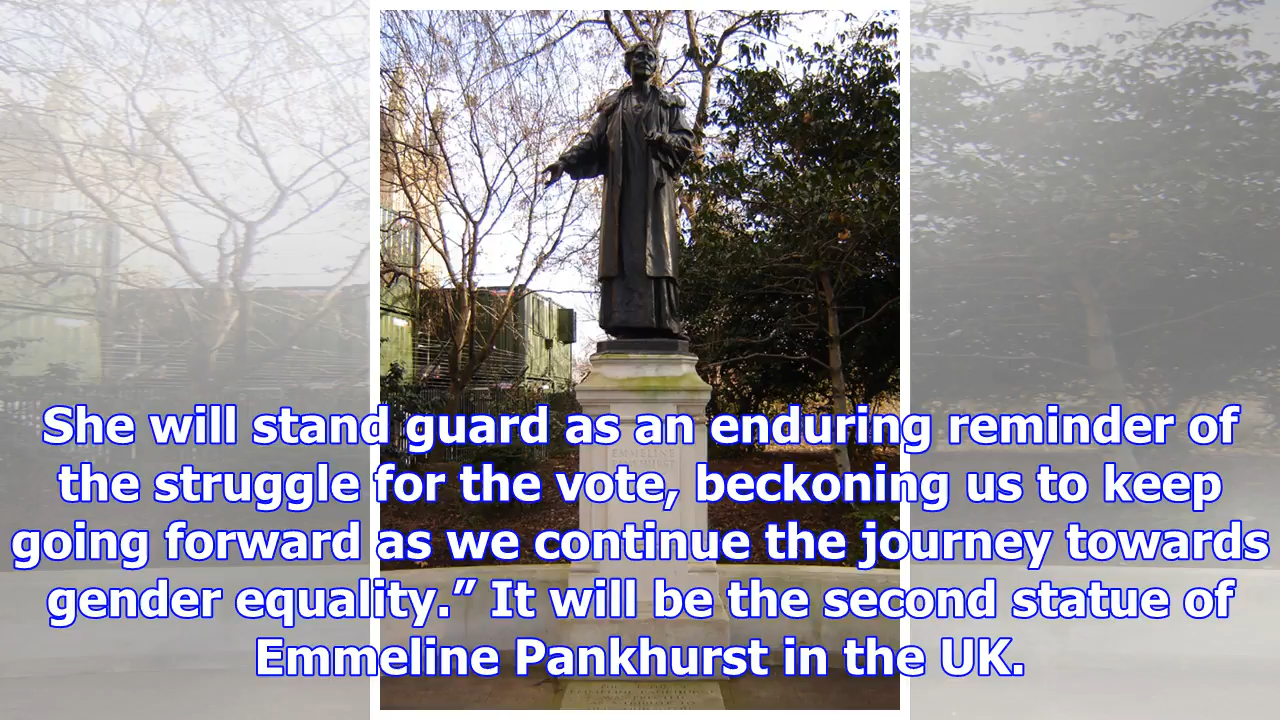 She will stand guard as an enduring reminder of
the struggle for the vote, beckoning us to keep
going forward as we continue the journey towards
gender equality.” It will be the second statue of
Emmeline Pankhurst in the UK.
EMMELINE
PANKHURST